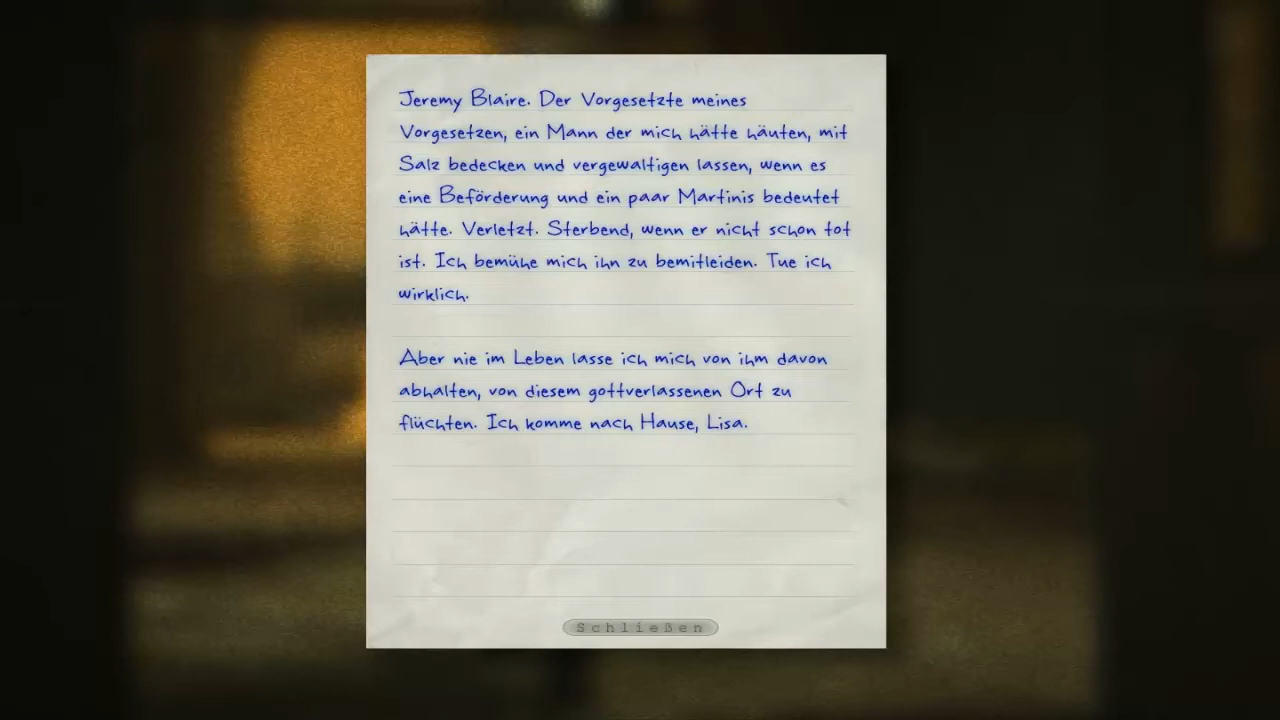 Jeremy Blaire. Der Vorgesetzte meines
Vorgesetzen, ein Mann der mich hätte häuten, mit
Salz bedecken und vergewaltigen lassen, wenn es
eine Beförderung und ein paar Martinis bedeutet
hätte. Verletzt. Sterbend, wenn er nicht schon tot
ist. Ich bemühe mich ihn zu bemitleiden. Tue ich
wirklich.
Aber nie im Leben lasse ich mich von ihm davon
abhalten, von diesem gottverlassenen Ort zu
flüchten. Ich komme nach Hause, Lisa.
Schließen